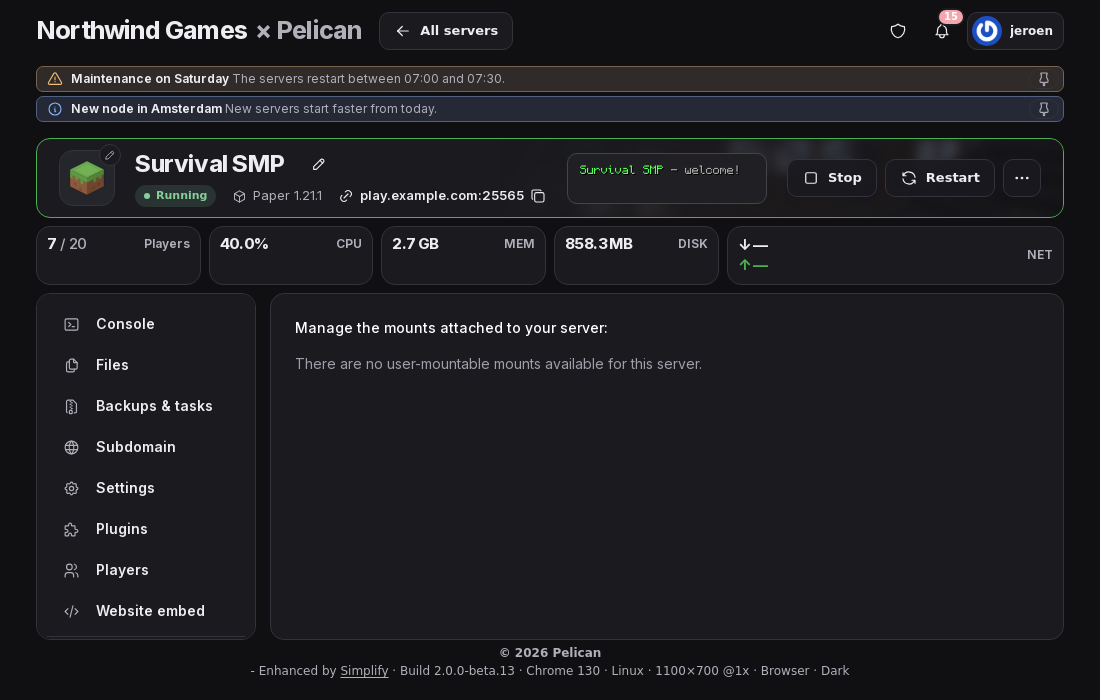 Northwind Games × Pelican
All servers
15
jeroen
Maintenance on Saturday The servers restart between 07:00 and 07:30.
New node in Amsterdam New servers start faster from today.
Survival SMP
Running
Paper 1.21.1
play.example.com:25565
Survival SMP – welcome!
Stop
Restart
7 / 20
Players
40.0%
CPU
2.7 GB
MEM
858.3 MB
DISK
↓—
↑—
NET
Console
Files
Backups & tasks
Subdomain
Settings
Plugins
Players
Website embed
Manage the mounts attached to your server:
There are no user-mountable mounts available for this server.
© 2026 Pelican
- Enhanced by Simplify · Build 2.0.0-beta.13 · Chrome 130 · Linux · 1100×700 @1x · Browser · Dark